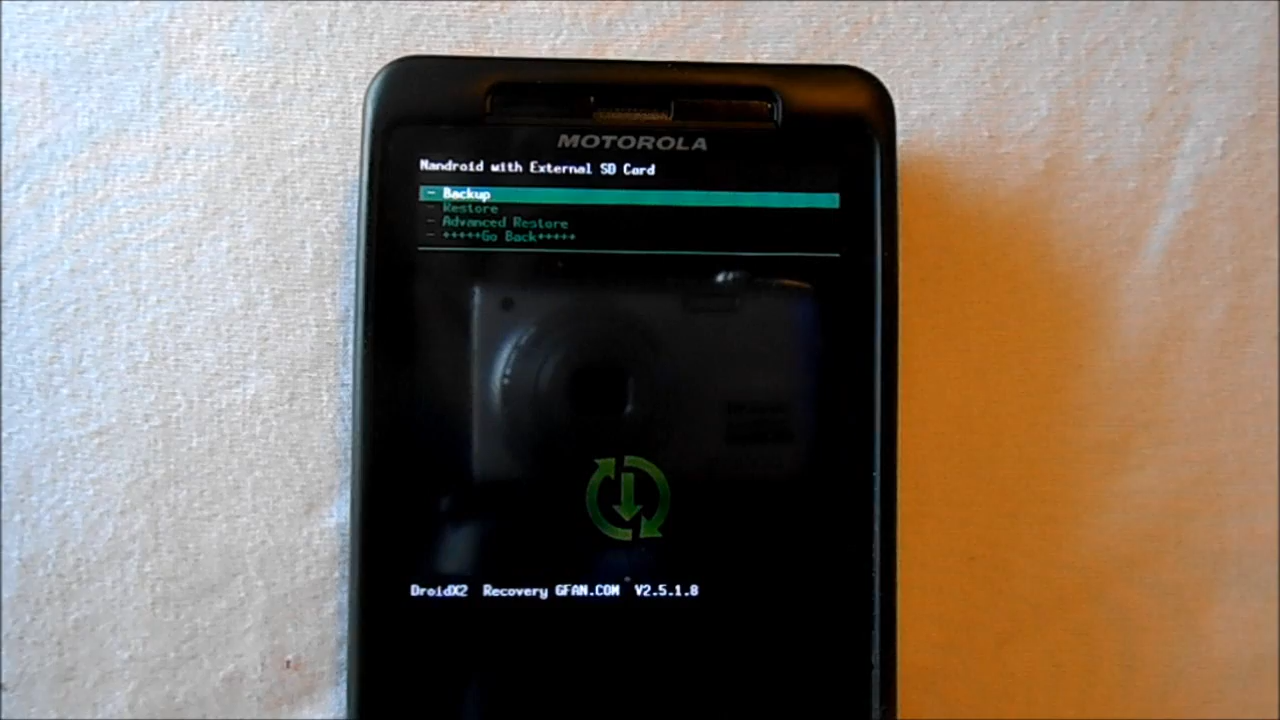 MOTOROLA
Nandroid with External SD Card
- Backup
- Restore
- Advanced Restore
- +++++Go Back+++++
DroidX2 Recovery GFAN.COM V2.5.1.8